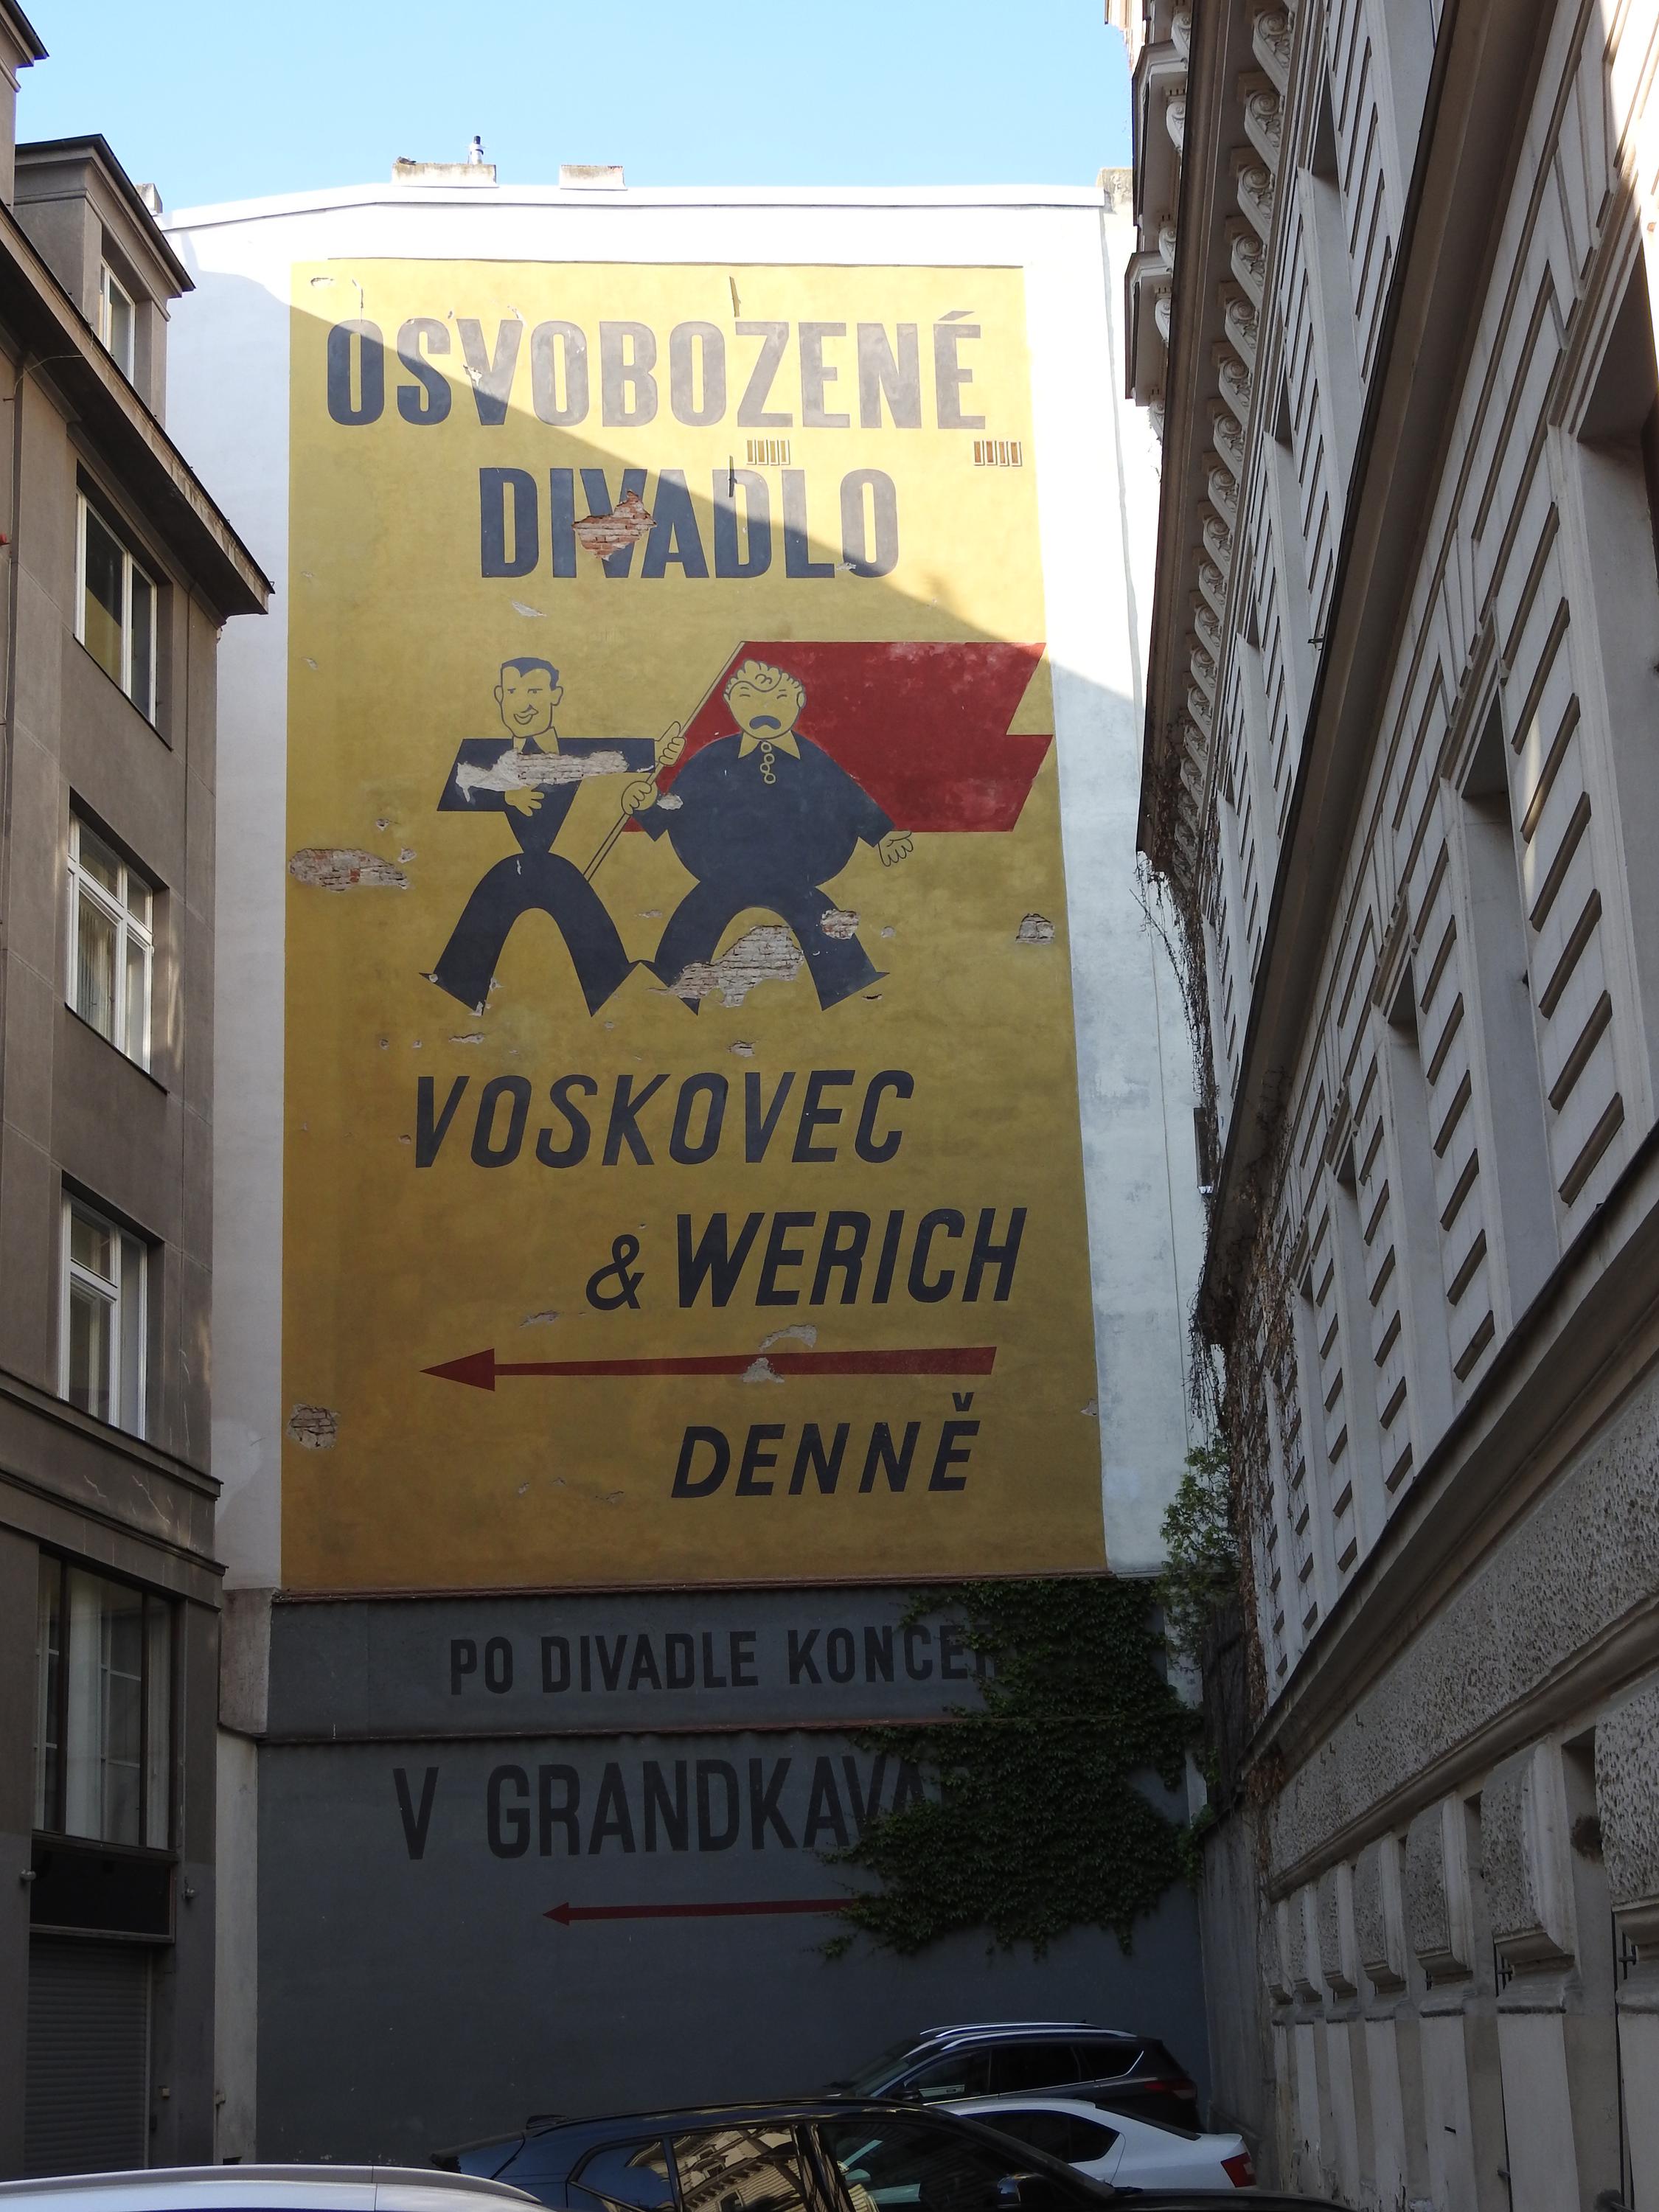 OSVOBOZENÉ
DIVADLO
VOSKOVEC
& WERICH
DENNĚ
PO DIVADLE
V